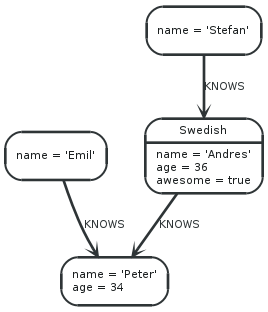 name = 'Stefan'
KNOWS
Swedish
name = 'Andres'
age = 36
awesome = true
name = 'Emil'
KNOWS
KNOWS
name = 'Peter'
age = 34